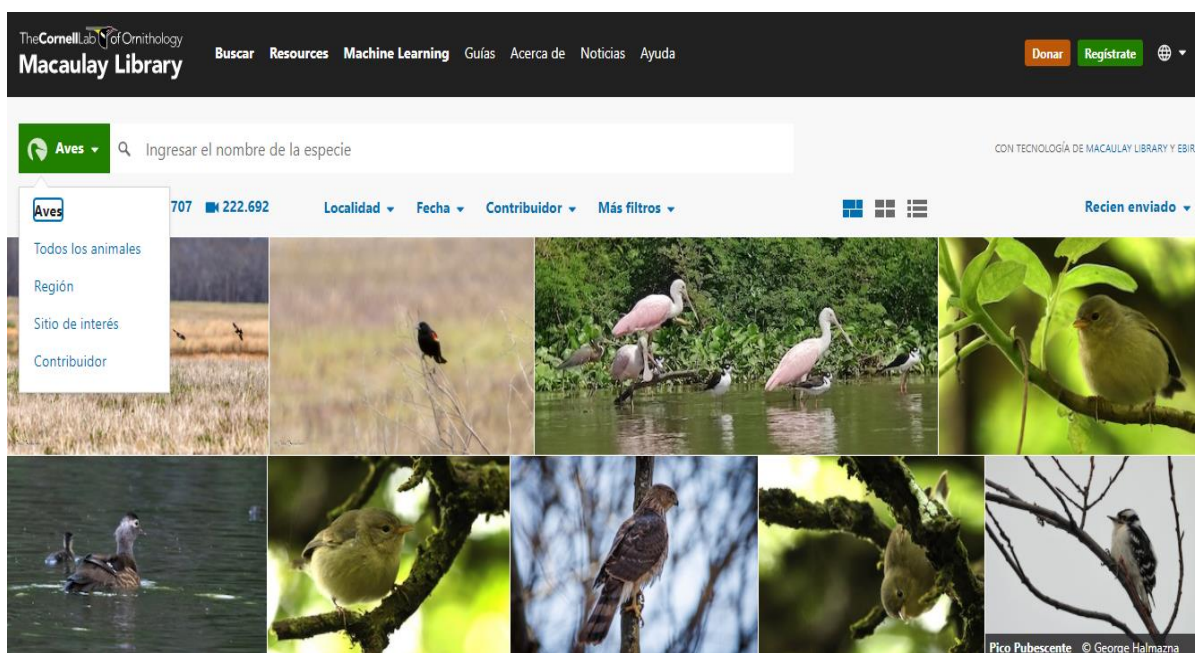 TheCornellLab of Ornithology
Macaulay Library
Buscar Resources Machine Learning Guías Acerca de Noticias Ayuda
Donar Regístrate
Aves Ingresar el nombre de la especie
CON TECNOLOGÍA DE MACAULAY LIBRARY Y EBIR
707 222.692 Localidad Fecha Contribuidor Más filtros Recien enviado
Aves
Todos los animales
Región
Sitio de interés
Contribuidor
Pico Pubescente © George Halmazna